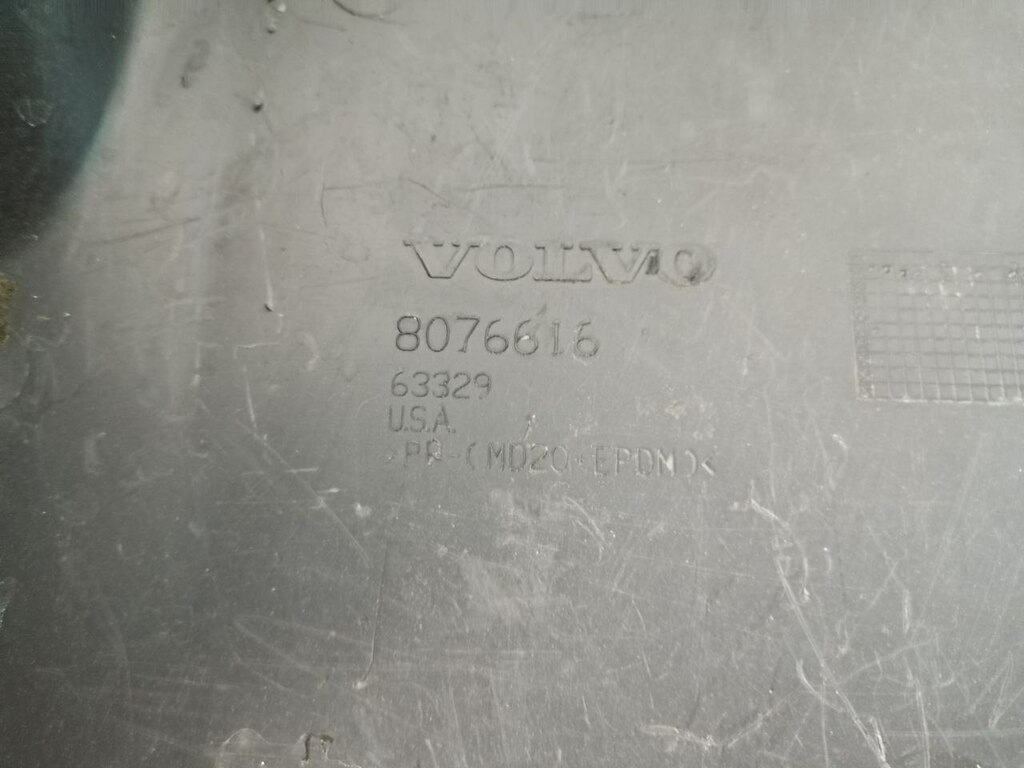 VOLVO
8076616
63329
U.S.A.
>PP-(MD20+EPDM)<